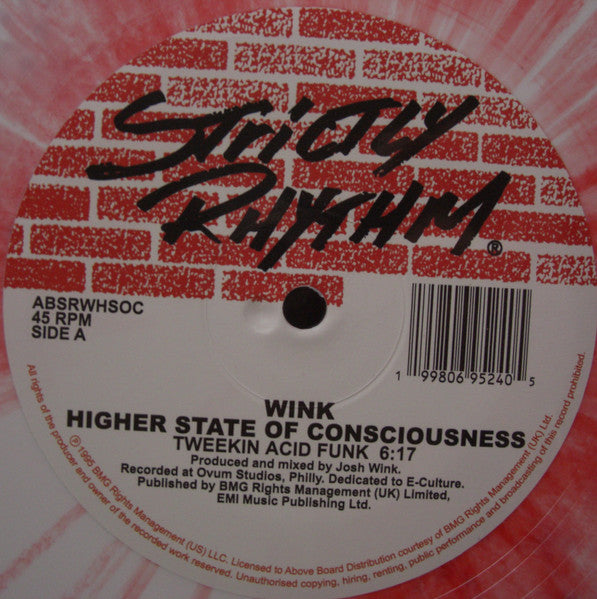 STRICTLY
RHYTHM
®
ABSRWHSOC
45 RPM
SIDE A
1 99806 95240 5
WINK
HIGHER STATE OF CONSCIOUSNESS
TWEEKIN ACID FUNK 6:17
Produced and mixed by Josh Wink.
Recorded at Ovum Studios, Philly. Dedicated to E-Culture.
Published by BMG Rights Management (UK) Limited,
EMI Music Publishing Ltd.
All rights of the producer and owner of the recorded work reserved. Unauthorised copying, hiring, renting, public performance and broadcasting of this record prohibited.
℗ 1995 BMG Rights Management (US) LLC. Licensed to Above Board Distribution courtesy of BMG Rights Management (UK) Ltd.